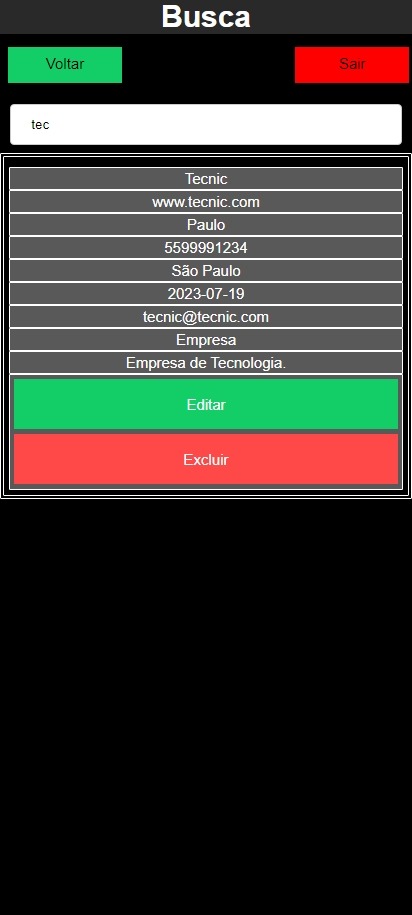 Busca
Voltar
Sair
tec
Tecnic
www.tecnic.com
Paulo
5599991234
São Paulo
2023-07-19
tecnic@tecnic.com
Empresa
Empresa de Tecnologia.
Editar
Excluir